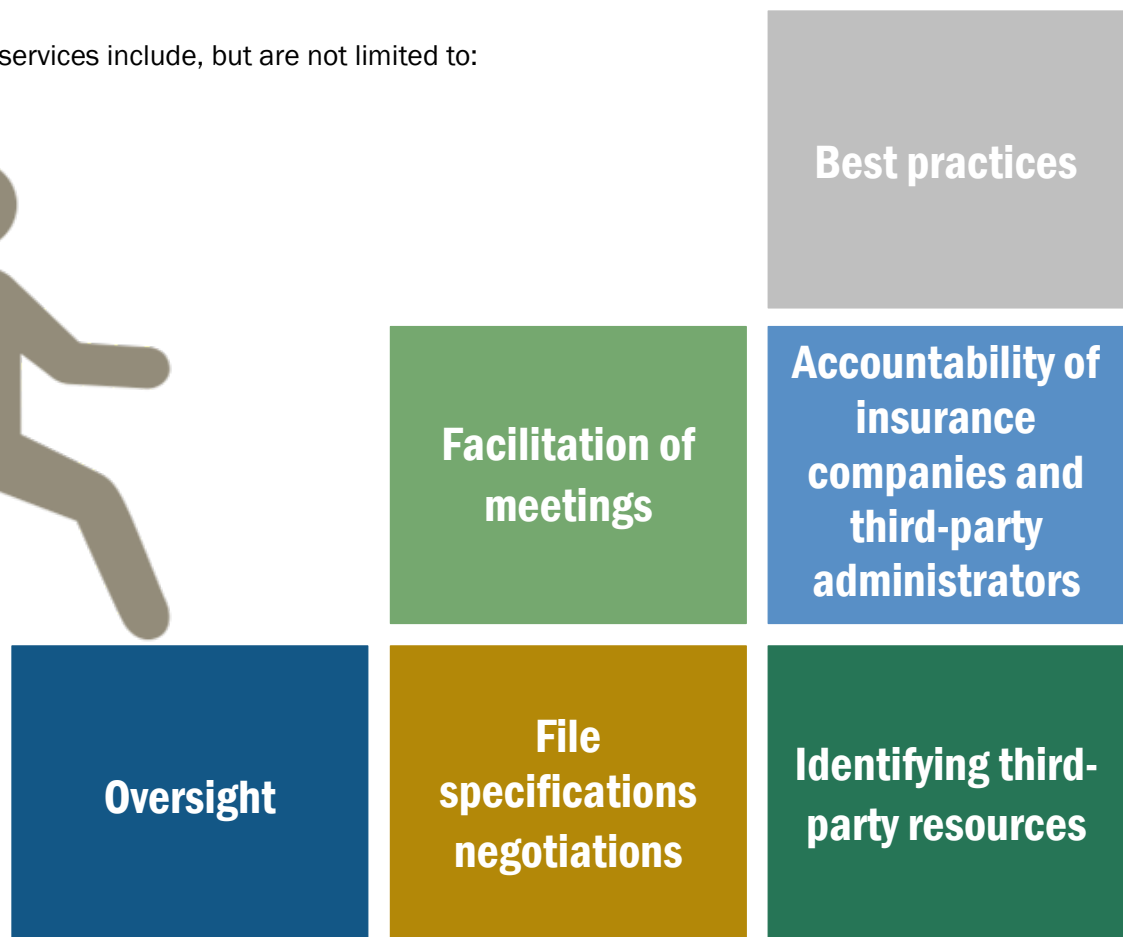 services include, but are not limited to:
Best practices
Facilitation of
meetings
Accountability of
insurance
companies and
third-party
administrators
Oversight
File
specifications
negotiations
Identifying third-
party resources